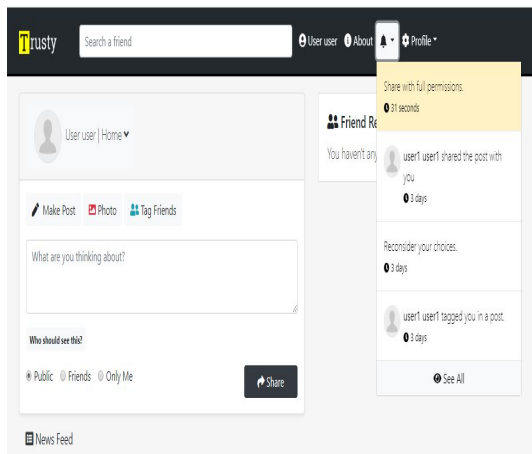 Trusty
Search a friend
User user
About
Profile
User user | Home
Make Post
Photo
Tag Friends
What are you thinking about?
Who should see this?
Public
Friends
Only Me
Share
News Feed
Friend Re
You haven't any
Share with full permissions.
31 seconds
user1 user1 shared the post with
you
3 days
Reconsider your choices.
3 days
user1 user1 tagged you in a post.
3 days
See All